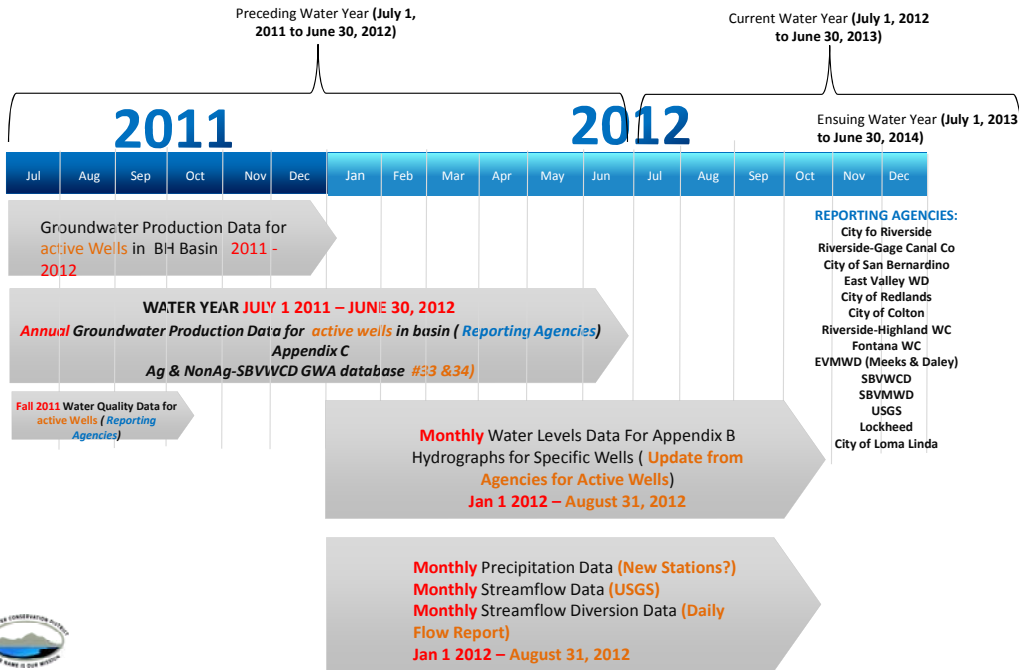 Preceding Water Year (July 1,
2011 to June 30, 2012)
Current Water Year (July 1, 2012
to June 30, 2013)
2011
2012
Ensuing Water Year (July 1, 2013
to June 30, 2014)
Jul Aug Sep Oct Nov Dec Jan Feb Mar Apr May Jun Jul Aug Sep Oct Nov Dec
Groundwater Production Data for
active Wells in BH Basin 2011 -
2012
WATER YEAR JULY 1 2011 – JUNE 30, 2012
Annual Groundwater Production Data for active wells in basin ( Reporting Agencies)
Appendix C
Ag & NonAg-SBVWCD GWA database #33 &34)
Fall 2011 Water Quality Data for
active Wells ( Reporting
Agencies)
REPORTING AGENCIES:
City fo Riverside
Riverside-Gage Canal Co
City of San Bernardino
East Valley WD
City of Redlands
City of Colton
Riverside-Highland WC
Fontana WC
EVMWD (Meeks & Daley)
SBVWCD
SBVMWD
USGS
Lockheed
City of Loma Linda
Monthly Water Levels Data For Appendix B
Hydrographs for Specific Wells ( Update from
Agencies for Active Wells)
Jan 1 2012 – August 31, 2012
Monthly Precipitation Data (New Stations?)
Monthly Streamflow Data (USGS)
Monthly Streamflow Diversion Data (Daily
Flow Report)
Jan 1 2012 – August 31, 2012
CONSERVATION DISTRICT
NAME IS OUR MISSION